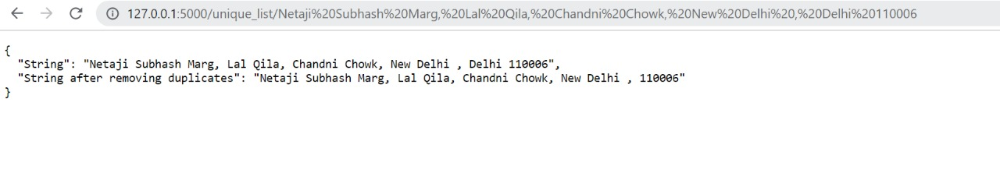 127.0.0.1:5000/unique_list/Netaji%20Subhash%20Marg,%20Lal%20Qila,%20Chandni%20Chowk,%20New%20Delhi%20,%20Delhi%20110006
{
  "String": "Netaji Subhash Marg, Lal Qila, Chandni Chowk, New Delhi , Delhi 110006",
  "String after removing duplicates": "Netaji Subhash Marg, Lal Qila, Chandni Chowk, New Delhi , 110006"
}